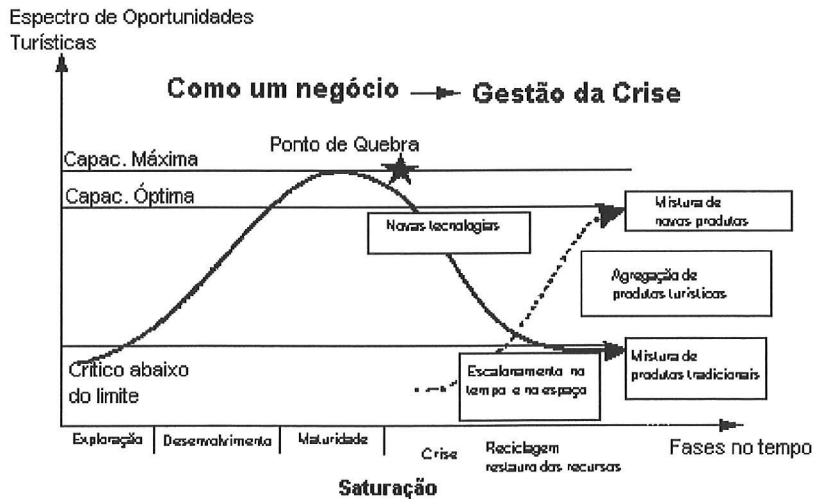 Espectro de Oportunidades
Turísticas
Como um negócio
Gestão da Crise
Ponto de Quebra
Capac. Máxima
Capac. Óptima
Novas tecnologias
Mistura de
novos produtos
Agregação de
produtos turísticos
Crítico abaixo
do limite
Escalonamento no
tempo e no espaço
Mistura de
produtos tradicionais
Exploração
Desenvolvimento
Maturidade
Crise
Reciclagem
restauro dos recursos
Fases no tempo
Saturação